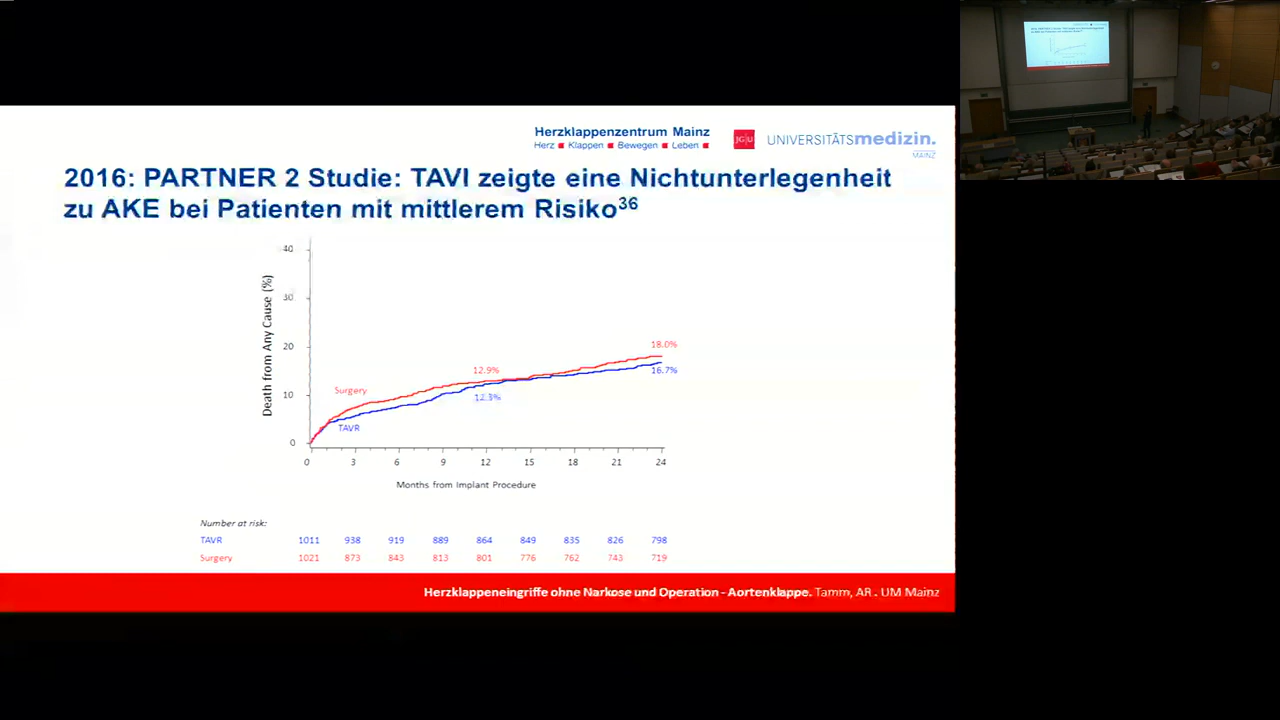 Herzklappenzentrum Mainz
Herz ■ Klappen ■ Bewegen ■ Leben ■
JG|U
UNIVERSITÄTSmedizin.
MAINZ
2016: PARTNER 2 Studie: TAVI zeigte eine Nichtunterlegenheit
zu AKE bei Patienten mit mittlerem Risiko36
Death from Any Cause (%)
40
30
20
10
0
Surgery
TAVR
12.9%
12.3%
18.0%
16.7%
0 3 6 9 12 15 18 21 24
Months from Implant Procedure
Number at risk:
TAVR 1011 938 919 889 864 849 835 826 798
Surgery 1021 873 843 813 801 776 762 743 719
Herzklappeneingriffe ohne Narkose und Operation - Aortenklappe. Tamm, AR . UM Mainz